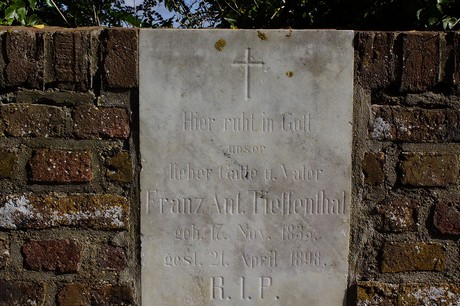 Hier ruht in Gott
unser
lieber Gatte u. Vater
Franz Ant. Tieffenthal
geb. 17. Nov. 1835.
gest. 21. April 1898.
R. I. P.